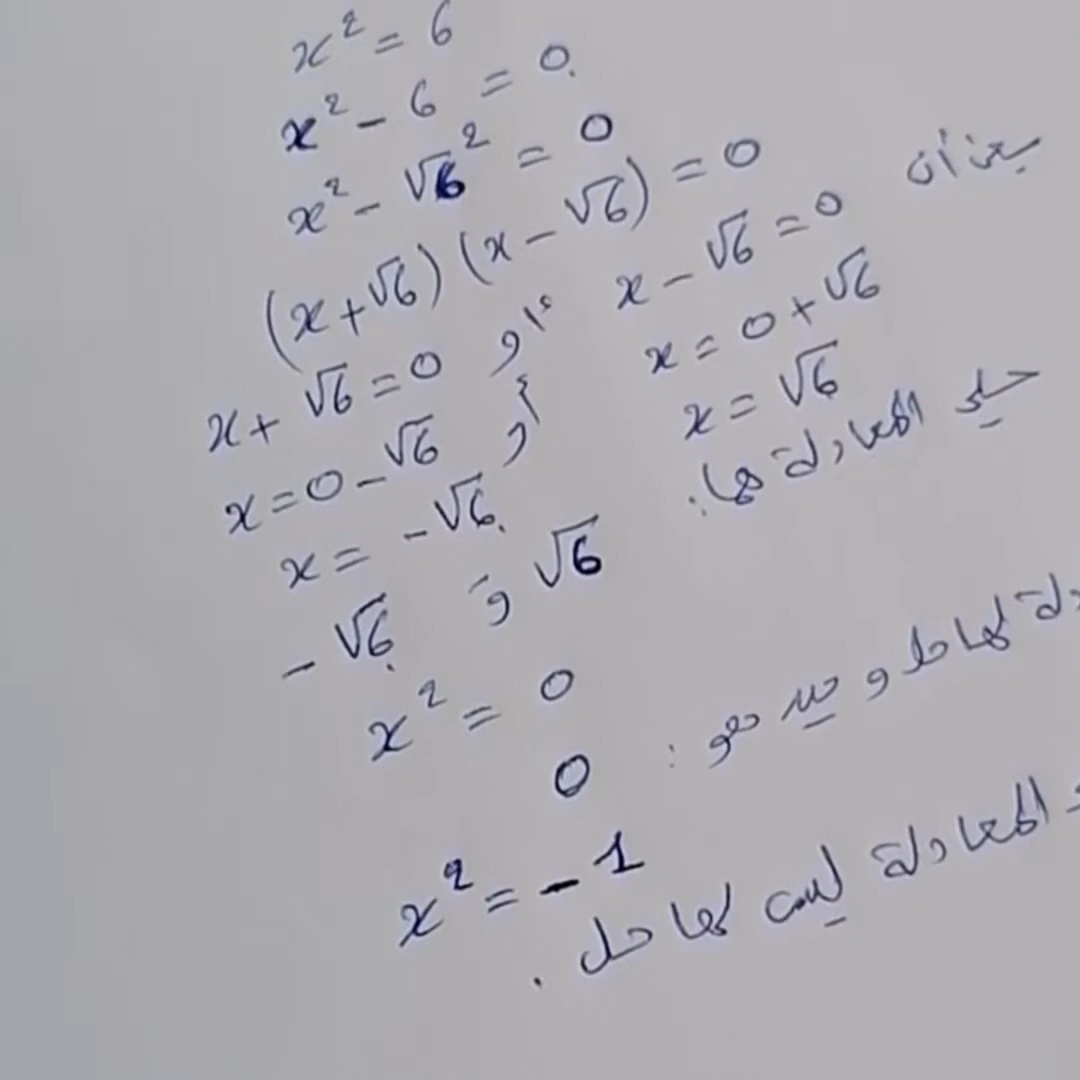 x² = 6
x² - 6 = 0
x² - √6² = 0
(x + √6)(x - √6) = 0
يعني أن
x + √6 = 0 أو x - √6 = 0
x = 0 - √6 أو x = 0 + √6
x = -√6 x = √6
حلي المعادلة هما:
-√6 و √6
x² = 0
لها حل وحيد هو :
0
x² = -1
المعادلة ليس لها حل .